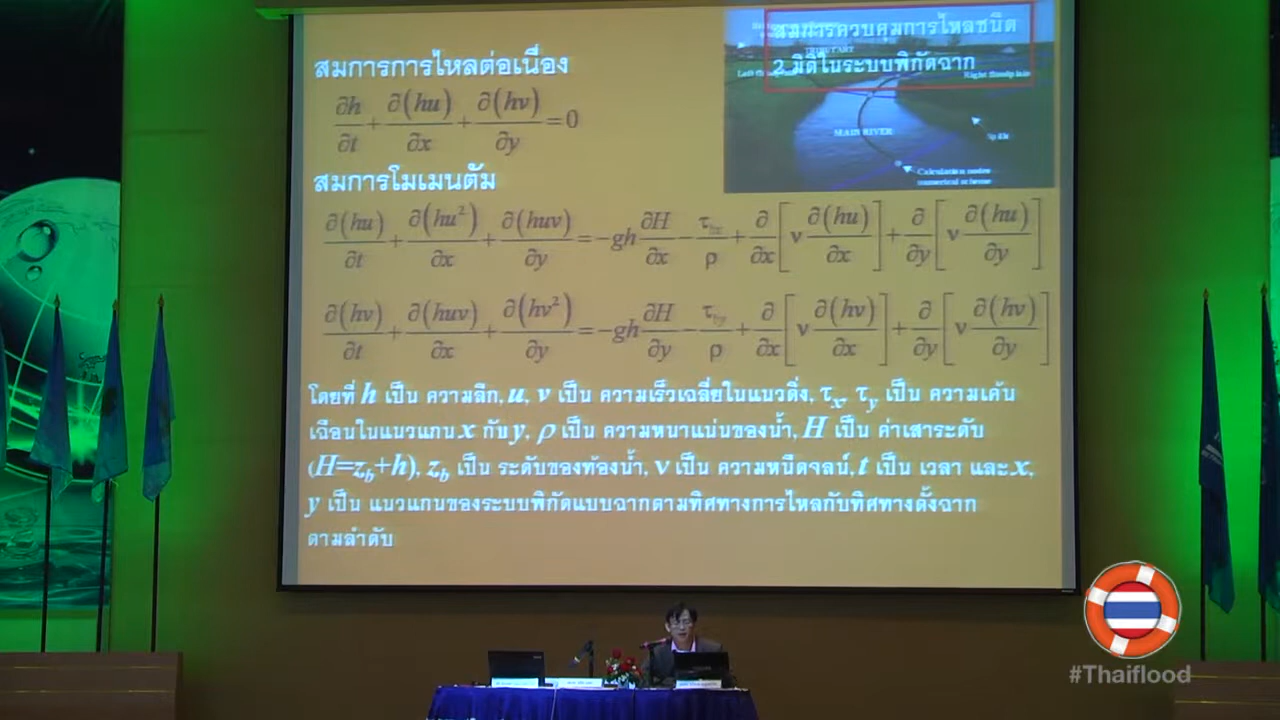 สมการควบคุมการไหลชนิด
2 มิติในระบบพิกัดฉาก
สมการการไหลต่อเนื่อง
∂h/∂t + ∂(hu)/∂x + ∂(hv)/∂y = 0
MAIN RIVER
สมการโมเมนตัม
∂(hu)/∂t + ∂(hu²)/∂x + ∂(huv)/∂y = -gh ∂H/∂x - τbx/ρ + ∂/∂x [ν ∂(hu)/∂x] + ∂/∂y [ν ∂(hu)/∂y]
∂(hv)/∂t + ∂(huv)/∂x + ∂(hv²)/∂y = -gh ∂H/∂y - τby/ρ + ∂/∂x [ν ∂(hv)/∂x] + ∂/∂y [ν ∂(hv)/∂y]
โดยที่ h เป็น ความลึก, u, v เป็น ความเร็วเฉลี่ยในแนวดิ่ง, τx, τy เป็น ความเค้น
เฉือนในแนวแกน x กับ y, ρ เป็น ความหนาแน่นของน้ำ, H เป็น ค่าเสาระดับ
(H=zb+h), zb เป็น ระดับของท้องน้ำ, ν เป็น ความหนืดจลน์, t เป็น เวลา และ x,
y เป็น แนวแกนของระบบพิกัดแบบฉากตามทิศทางการไหลกับทิศทางตั้งฉาก
ตามลำดับ
#Thaiflood